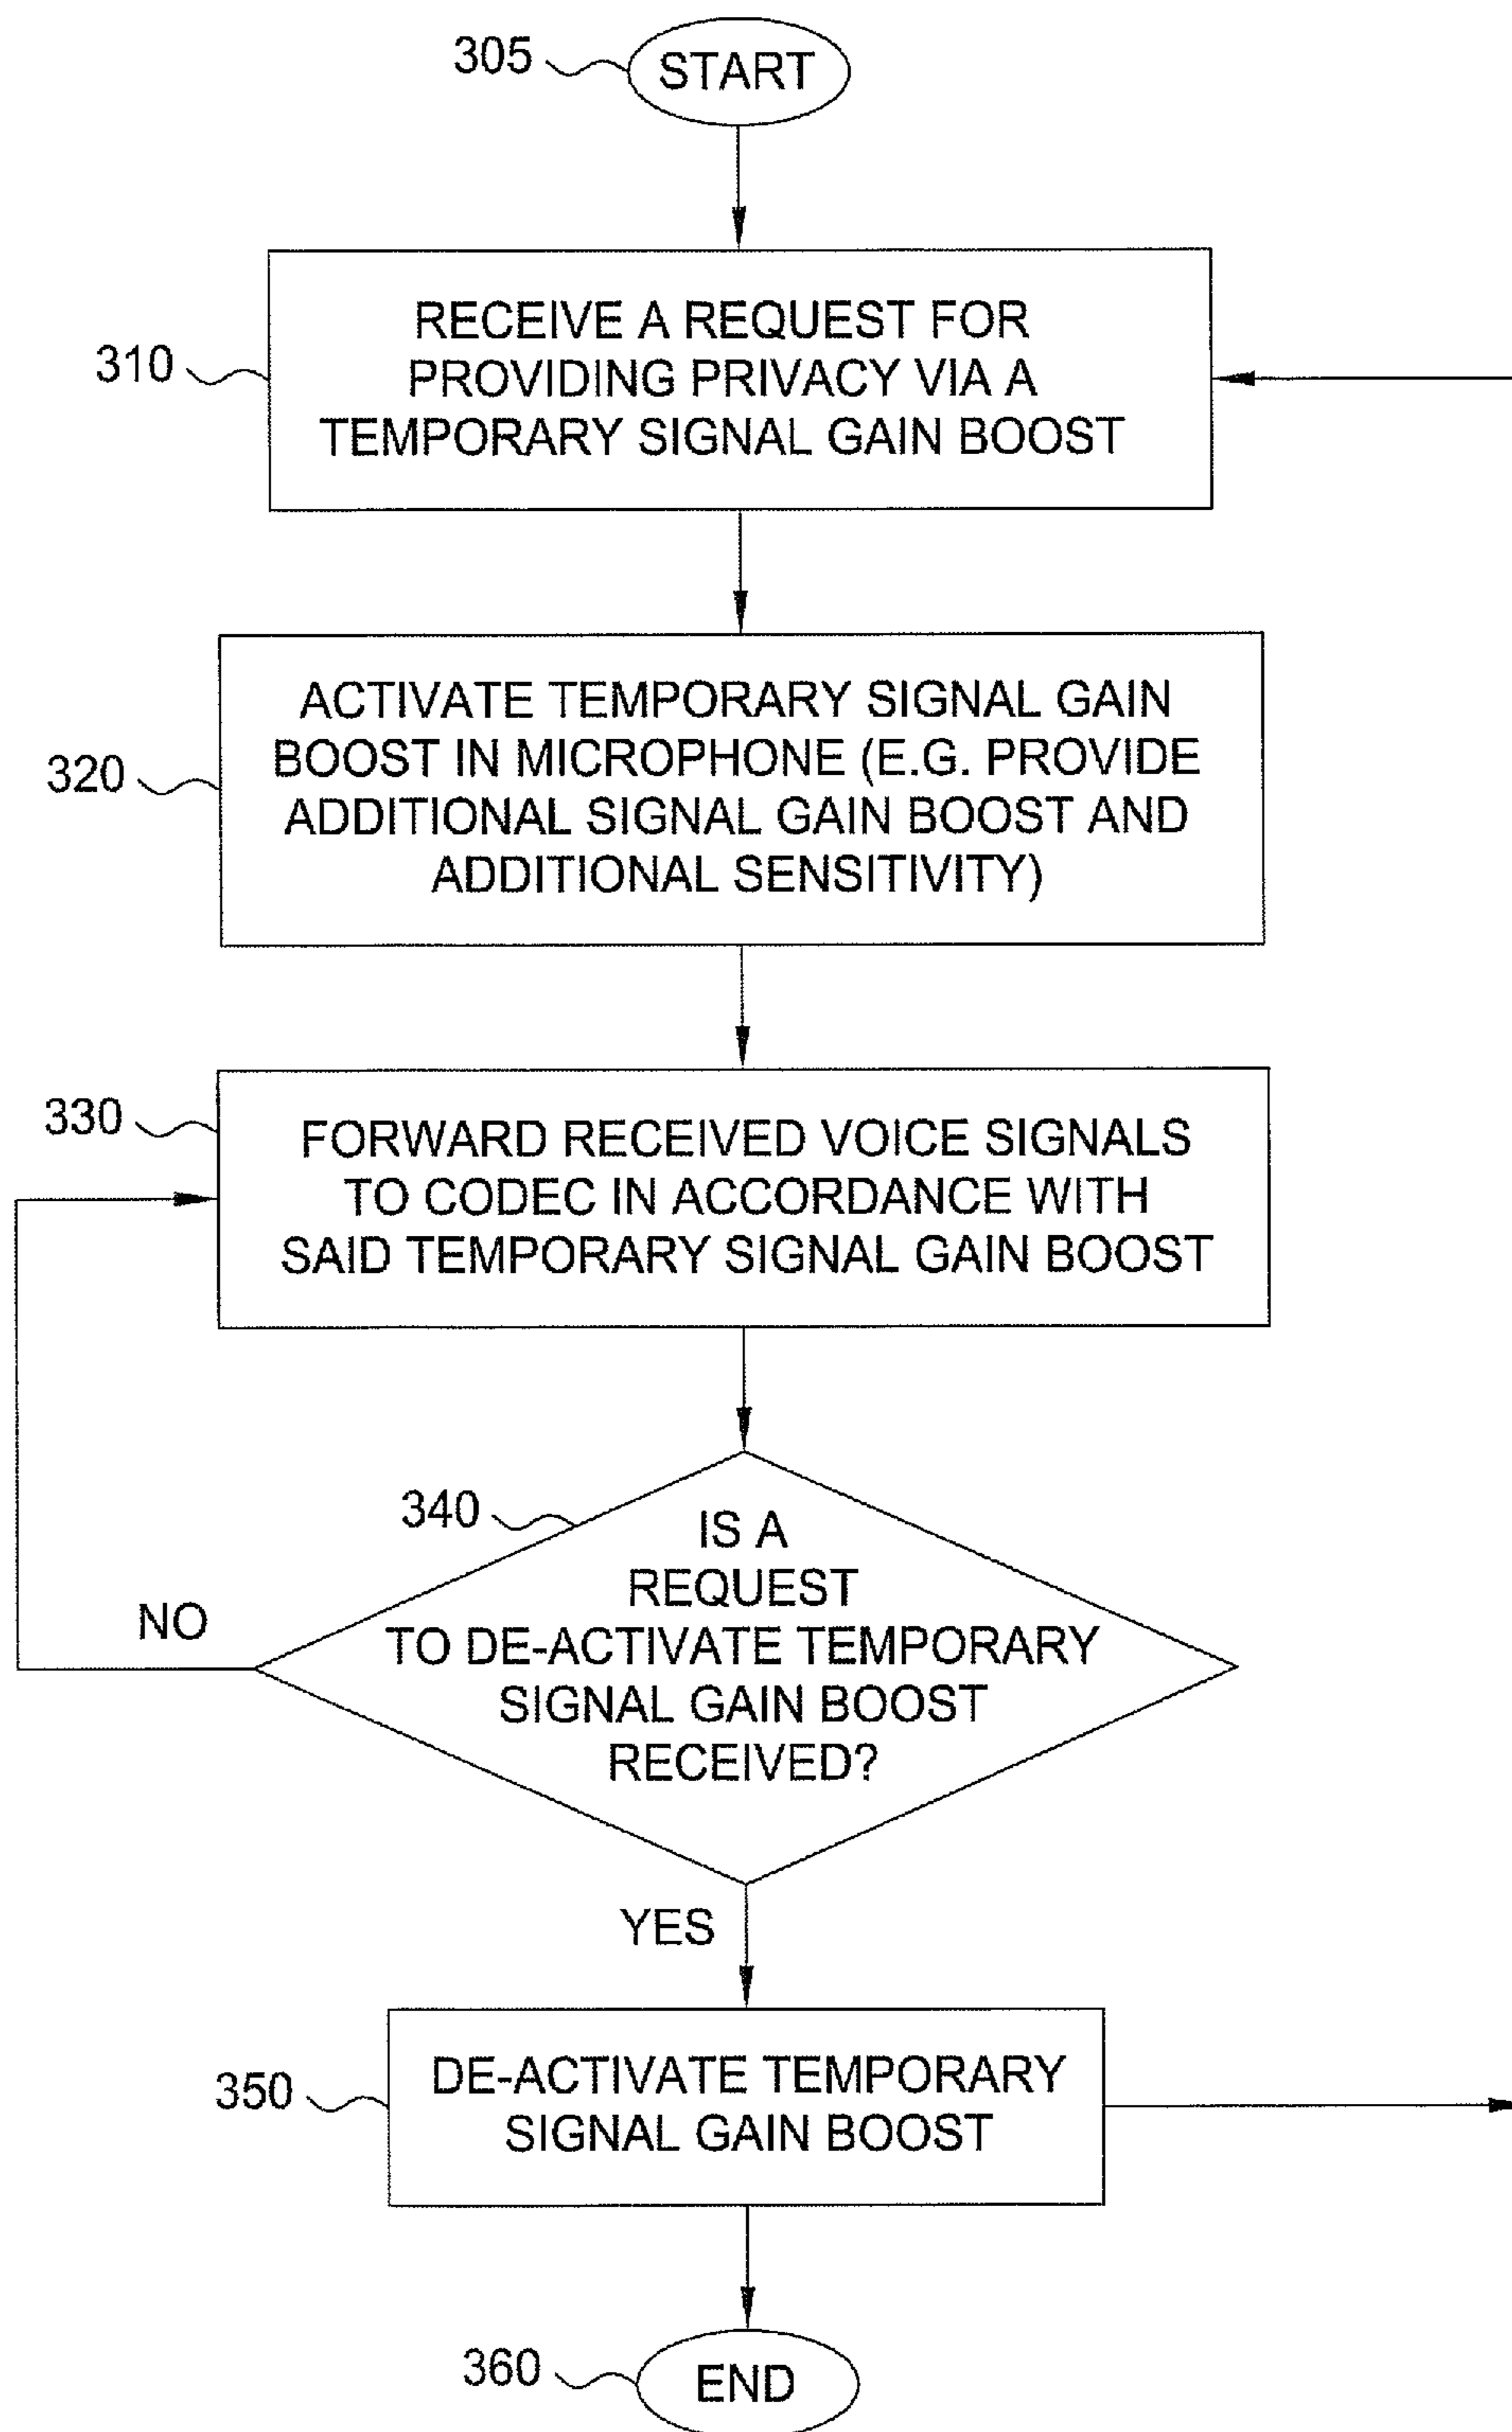 305
START
310
RECEIVE A REQUEST FOR
PROVIDING PRIVACY VIA A
TEMPORARY SIGNAL GAIN BOOST
320
ACTIVATE TEMPORARY SIGNAL GAIN
BOOST IN MICROPHONE (E.G. PROVIDE
ADDITIONAL SIGNAL GAIN BOOST AND
ADDITIONAL SENSITIVITY)
330
FORWARD RECEIVED VOICE SIGNALS
TO CODEC IN ACCORDANCE WITH
SAID TEMPORARY SIGNAL GAIN BOOST
340
IS A
REQUEST
TO DE-ACTIVATE TEMPORARY
SIGNAL GAIN BOOST
RECEIVED?
NO
YES
350
DE-ACTIVATE TEMPORARY
SIGNAL GAIN BOOST
360
END